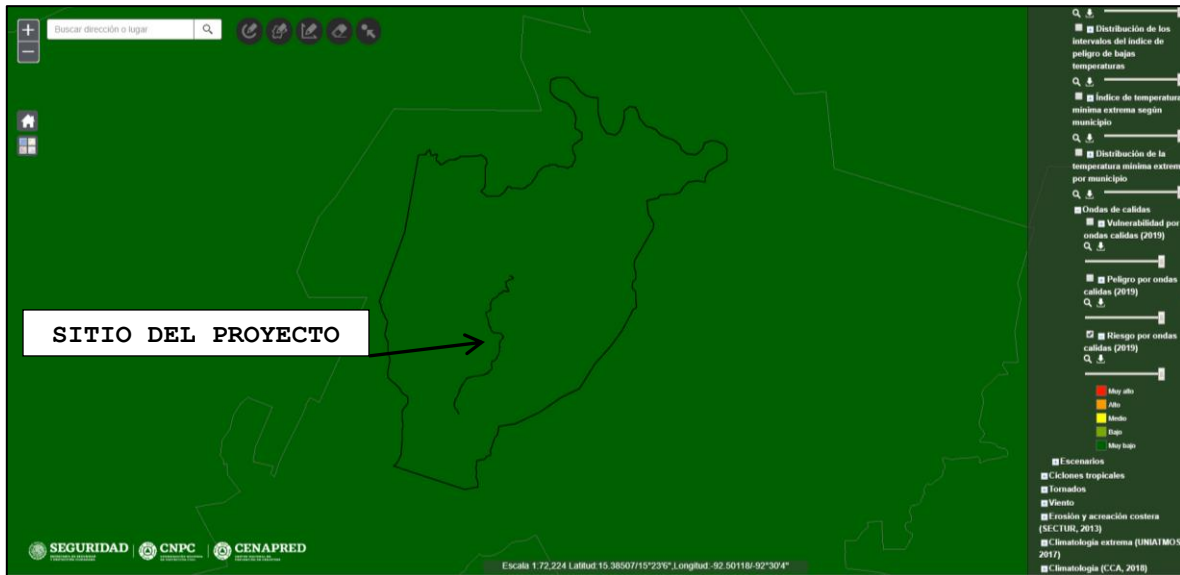 Buscar dirección o lugar
SITIO DEL PROYECTO
Distribución de los
intervalos del índice de
peligro de bajas
temperaturas
Índice de temperatura
mínima extrema según
municipio
Distribución de la
temperatura mínima extrem
por municipio
Ondas de calidas
Vulnerabilidad por
ondas calidas (2019)
Peligro por ondas
calidas (2019)
Riesgo por ondas
calidas (2019)
Muy alto
Alto
Medio
Bajo
Muy bajo
Escenarios
Ciclones tropicales
Tornados
Viento
Erosión y acreación costera
(SECTUR, 2013)
Climatología extrema (UNIATMOS
2017)
Climatología (CCA, 2018)
SEGURIDAD
CNPC
CENAPRED
Escala 1:72,224 Latitud:15.38507/15°23'6",Longitud:-92.50118/-92°30'4"